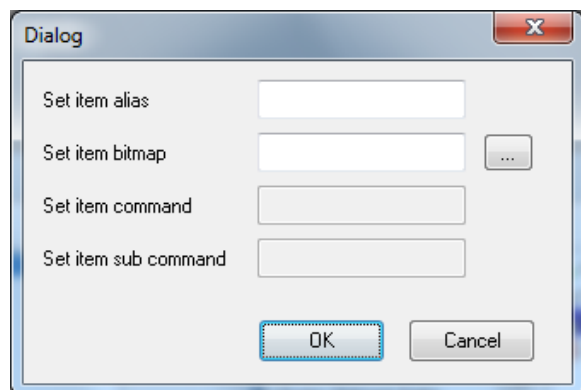 Dialog
Set item alias
Set item bitmap
...
Set item command
Set item sub command
OK
Cancel